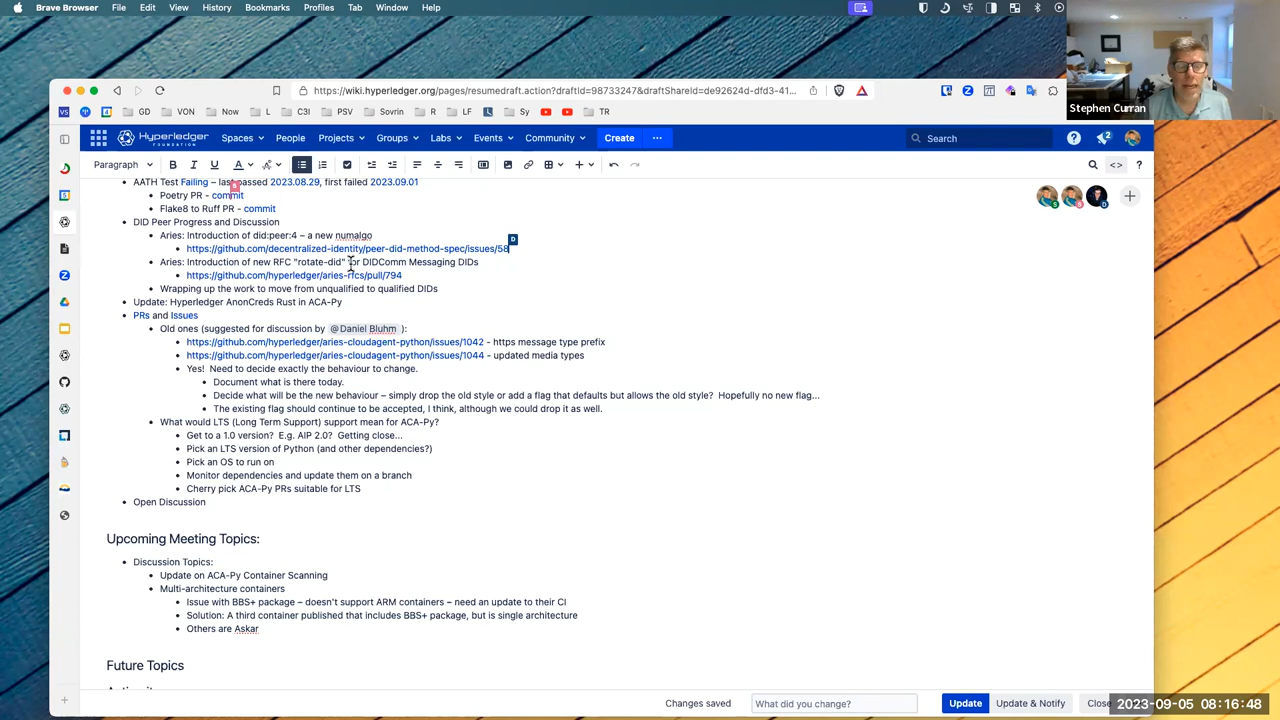 Brave Browser File Edit View History Bookmarks Profiles Tab Window Help
https://wiki.hyperledger.org/pages/resumedraft.action?draftId=98733247&draftShareId=de92624d-dfd3-41...
VS GD VON Now L C3I PSV Sovrin R LF Sy TR
Stephen Curran
HYPERLEDGER FOUNDATION Spaces People Projects Groups Labs Events Community Create ... Search 2
Paragraph B I U A
AATH Test Failing – last passed 2023.08.29, first failed 2023.09.01
Poetry PR - commit
Flake8 to Ruff PR - commit
DID Peer Progress and Discussion
Aries: Introduction of did:peer:4 – a new numalgo
https://github.com/decentralized-identity/peer-did-method-spec/issues/58
D
Aries: Introduction of new RFC "rotate-did" for DIDComm Messaging DIDs
https://github.com/hyperledger/aries-rfcs/pull/794
Wrapping up the work to move from unqualified to qualified DIDs
Update: Hyperledger AnonCreds Rust in ACA-Py
PRs and Issues
Old ones (suggested for discussion by @Daniel Bluhm ):
https://github.com/hyperledger/aries-cloudagent-python/issues/1042 - https message type prefix
https://github.com/hyperledger/aries-cloudagent-python/issues/1044 - updated media types
Yes! Need to decide exactly the behaviour to change.
Document what is there today.
Decide what will be the new behaviour – simply drop the old style or add a flag that defaults but allows the old style? Hopefully no new flag...
The existing flag should continue to be accepted, I think, although we could drop it as well.
What would LTS (Long Term Support) support mean for ACA-Py?
Get to a 1.0 version? E.g. AIP 2.0? Getting close...
Pick an LTS version of Python (and other dependencies?)
Pick an OS to run on
Monitor dependencies and update them on a branch
Cherry pick ACA-Py PRs suitable for LTS
Open Discussion
Upcoming Meeting Topics:
Discussion Topics:
Update on ACA-Py Container Scanning
Multi-architecture containers
Issue with BBS+ package – doesn't support ARM containers – need an update to their CI
Solution: A third container published that includes BBS+ package, but is single architecture
Others are Askar
Future Topics
Changes saved What did you change? Update Update & Notify Close
2023-09-05 08:16:48